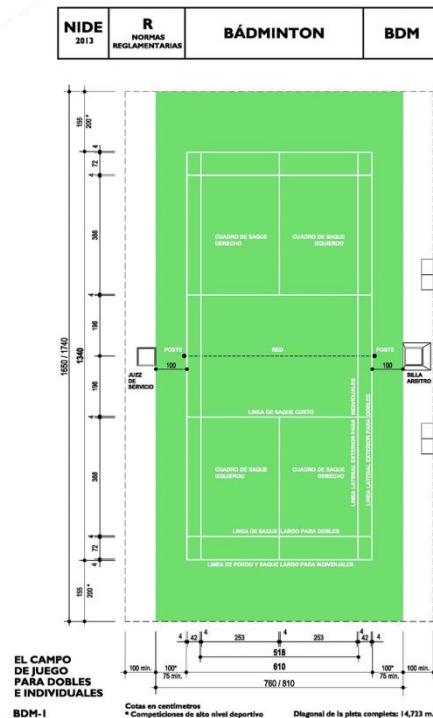 NIDE
2013
R
NORMAS
REGLAMENTARIAS
BÁDMINTON
BDM
155
200*
4
72
4
388
4
198
1340
1650 / 1740
198
4
388
4
72
4
155
200*
CUADRO DE SAQUE
DERECHO
CUADRO DE SAQUE
IZQUIERDO
POSTE
RED
POSTE
100
100
JUEZ
DE
SERVICIO
SILLA
ARBITRO
LINEA DE SAQUE CORTO
CUADRO DE SAQUE
IZQUIERDO
CUADRO DE SAQUE
DERECHO
LINEA LATERAL EXTERIOR PARA INDIVIDUALES
LINEA LATERAL EXTERIOR PARA DOBLES
LINEA DE SAQUE LARGO PARA DOBLES
LINEA DE FONDO Y SAQUE LARGO PARA INDIVIDUALES
4 42 4 253 4 253 4 42 4
518
100 min. 100* 610 100* 100 min.
75 min. 75 min.
760 / 810
EL CAMPO
DE JUEGO
PARA DOBLES
E INDIVIDUALES
BDM-1
Cotas en centímetros
* Competiciones de alto nivel deportivo
Diagonal de la pista completa: 14,723 m.